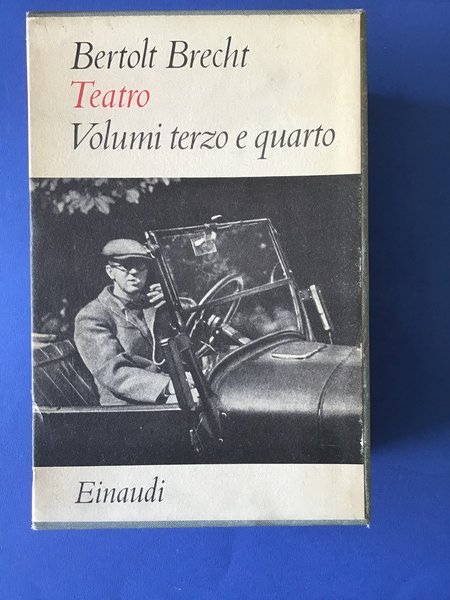 Bertolt Brecht
Teatro
Volumi terzo e quarto
Einaudi